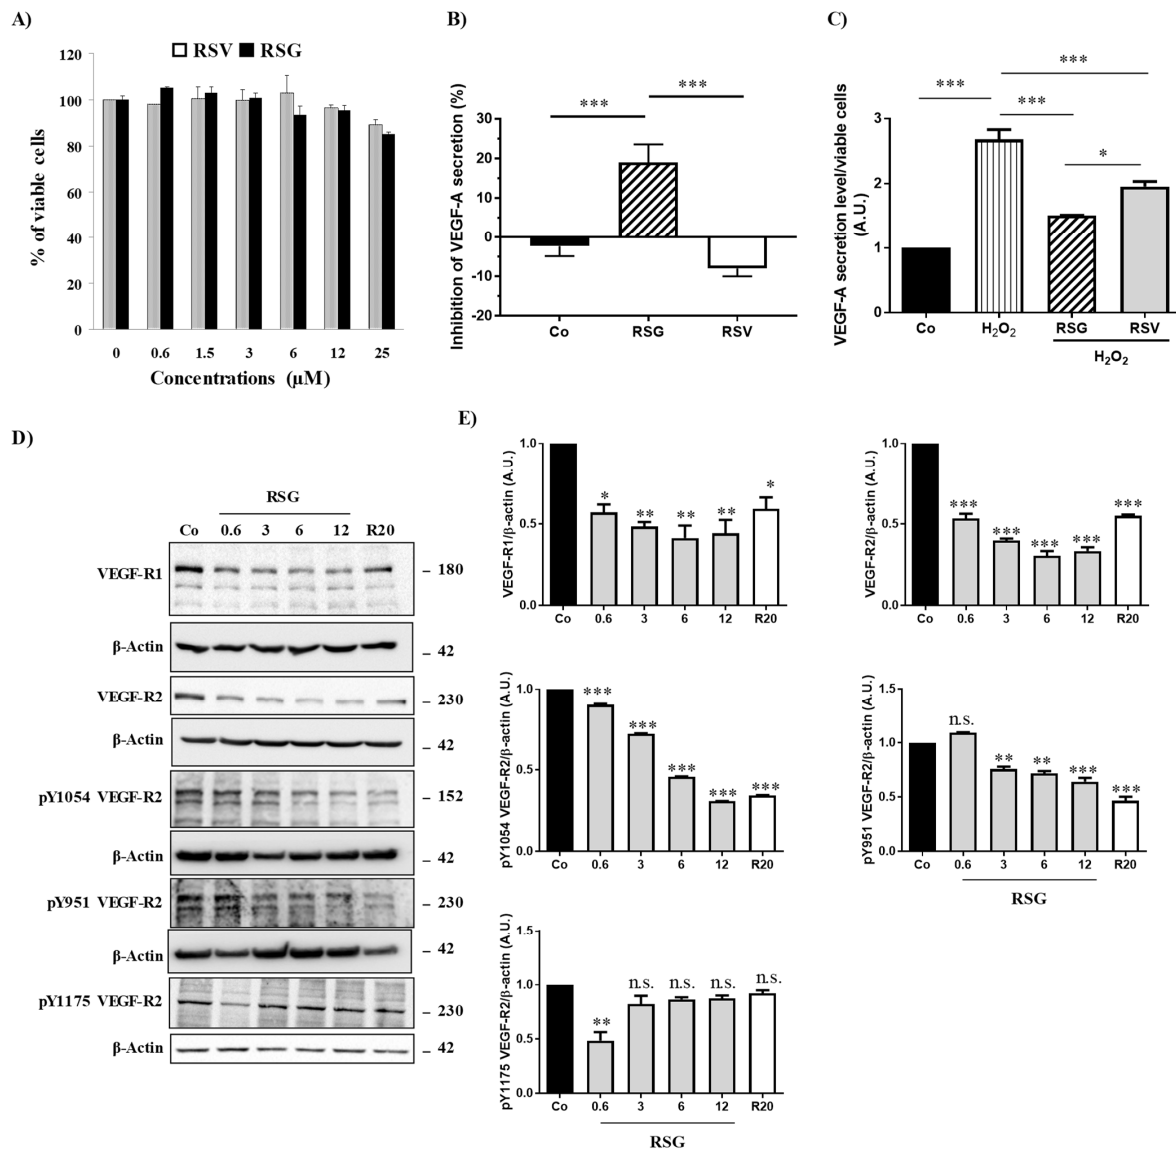 A)
RSV RSG
% of viable cells
120
100
80
60
40
20
0
0 0.6 1.5 3 6 12 25
Concentrations (µM)
B)
Inhibition of VEGF-A secretion (%)
*** ***
30
20
10
0
-10
-20
Co RSG RSV
C)
VEGF-A secretion level/viable cells
(A.U.)
***
*** ***
*
3
2
1
0
Co H₂O₂ RSG RSV
H₂O₂
D)
RSG
Co 0.6 3 6 12 R20
VEGF-R1 – 180
β-Actin – 42
VEGF-R2 – 230
β-Actin – 42
pY1054 VEGF-R2 – 152
β-Actin – 42
pY951 VEGF-R2 – 230
β-Actin – 42
pY1175 VEGF-R2 – 230
β-Actin – 42
E)
VEGF-R1/β-actin (A.U.)
1.0
0.5
0.0
* ** ** ** *
Co 0.6 3 6 12 R20
VEGF-R2/β-actin (A.U.)
1.0
0.5
0.0
*** *** *** *** ***
Co 0.6 3 6 12 R20
pY1054 VEGF-R2/β-actin (A.U.)
1.0
0.5
0.0
*** *** *** *** ***
Co 0.6 3 6 12 R20
pY951 VEGF-R2/β-actin (A.U.)
1.5
1.0
0.5
0.0
n.s. ** ** *** ***
Co 0.6 3 6 12 R20
RSG
pY1175 VEGF-R2/β-actin (A.U.)
1.5
1.0
0.5
0.0
** n.s. n.s. n.s. n.s.
Co 0.6 3 6 12 R20
RSG